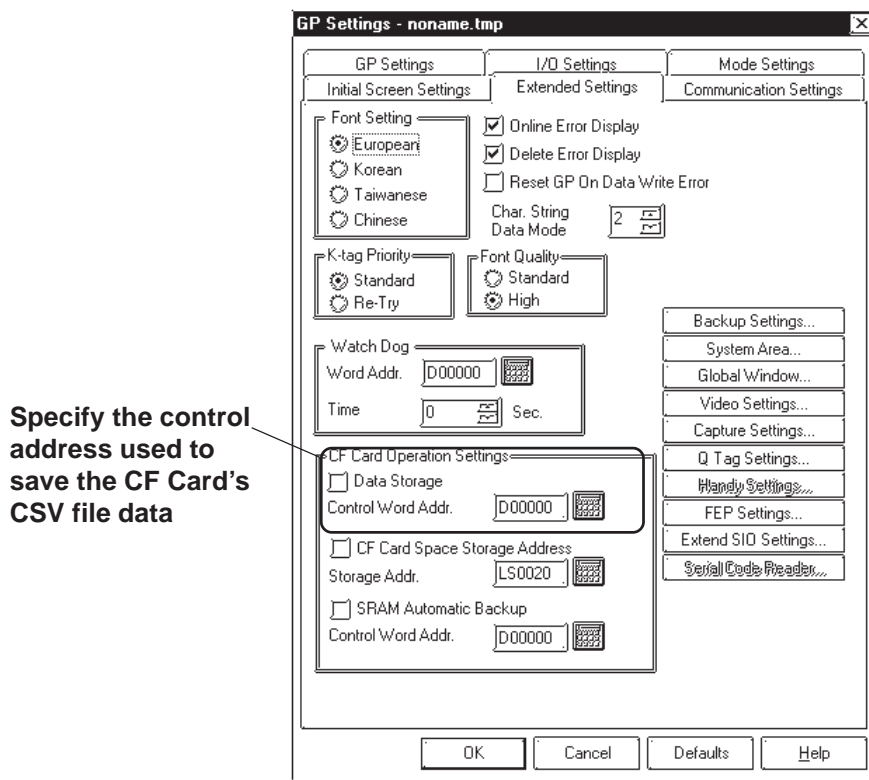 GP Settings - noname.tmp
GP Settings
I/O Settings
Mode Settings
Initial Screen Settings
Extended Settings
Communication Settings
Font Setting
European
Korean
Taiwanese
Chinese
Online Error Display
Delete Error Display
Reset GP On Data Write Error
Char. String
Data Mode
2
K-tag Priority
Standard
Re-Try
Font Quality
Standard
High
Watch Dog
Word Addr. D00000
Time 0 Sec.
Specify the control
address used to
save the CF Card's
CSV file data
CF Card Operation Settings
Data Storage
Control Word Addr. D00000
CF Card Space Storage Address
Storage Addr. LS0020
SRAM Automatic Backup
Control Word Addr. D00000
Backup Settings...
System Area...
Global Window...
Video Settings...
Capture Settings...
Q Tag Settings...
Handy Settings...
FEP Settings...
Extend SIO Settings...
Serial Code Reader...
OK
Cancel
Defaults
Help